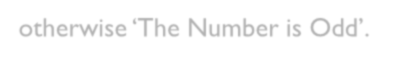 otherwise ‘The Number is Odd’.